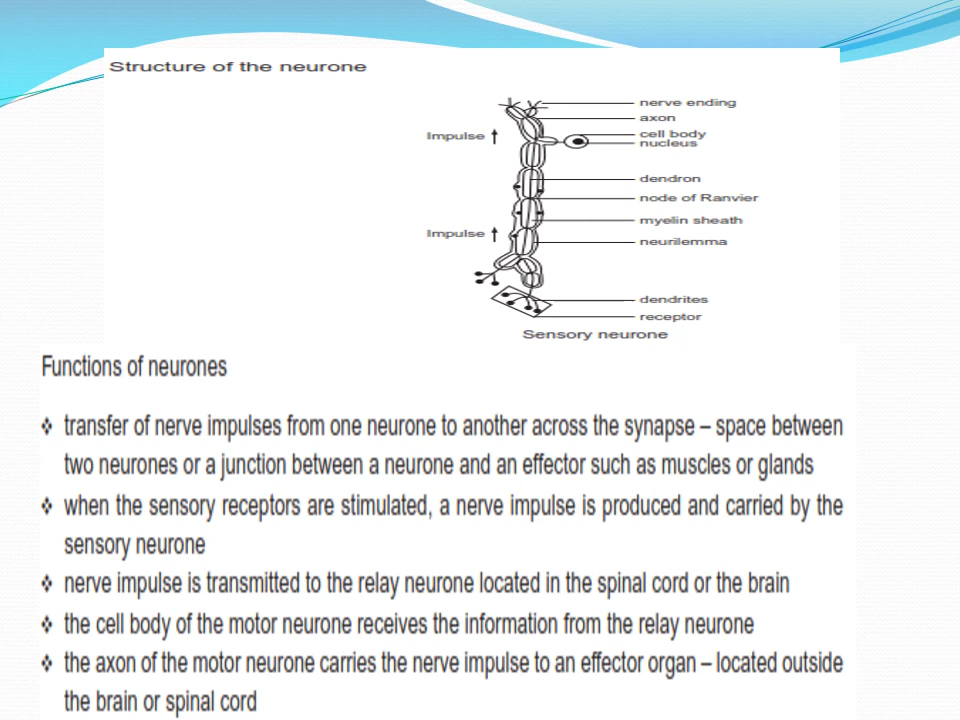 Structure of the neurone
nerve ending
axon
Impulse
cell body
nucleus
dendron
node of Ranvier
myelin sheath
Impulse
neurilemma
dendrites
receptor
Sensory neurone
Functions of neurones
❖ transfer of nerve impulses from one neurone to another across the synapse – space between
two neurones or a junction between a neurone and an effector such as muscles or glands
❖ when the sensory receptors are stimulated, a nerve impulse is produced and carried by the
sensory neurone
❖ nerve impulse is transmitted to the relay neurone located in the spinal cord or the brain
❖ the cell body of the motor neurone receives the information from the relay neurone
❖ the axon of the motor neurone carries the nerve impulse to an effector organ – located outside
the brain or spinal cord